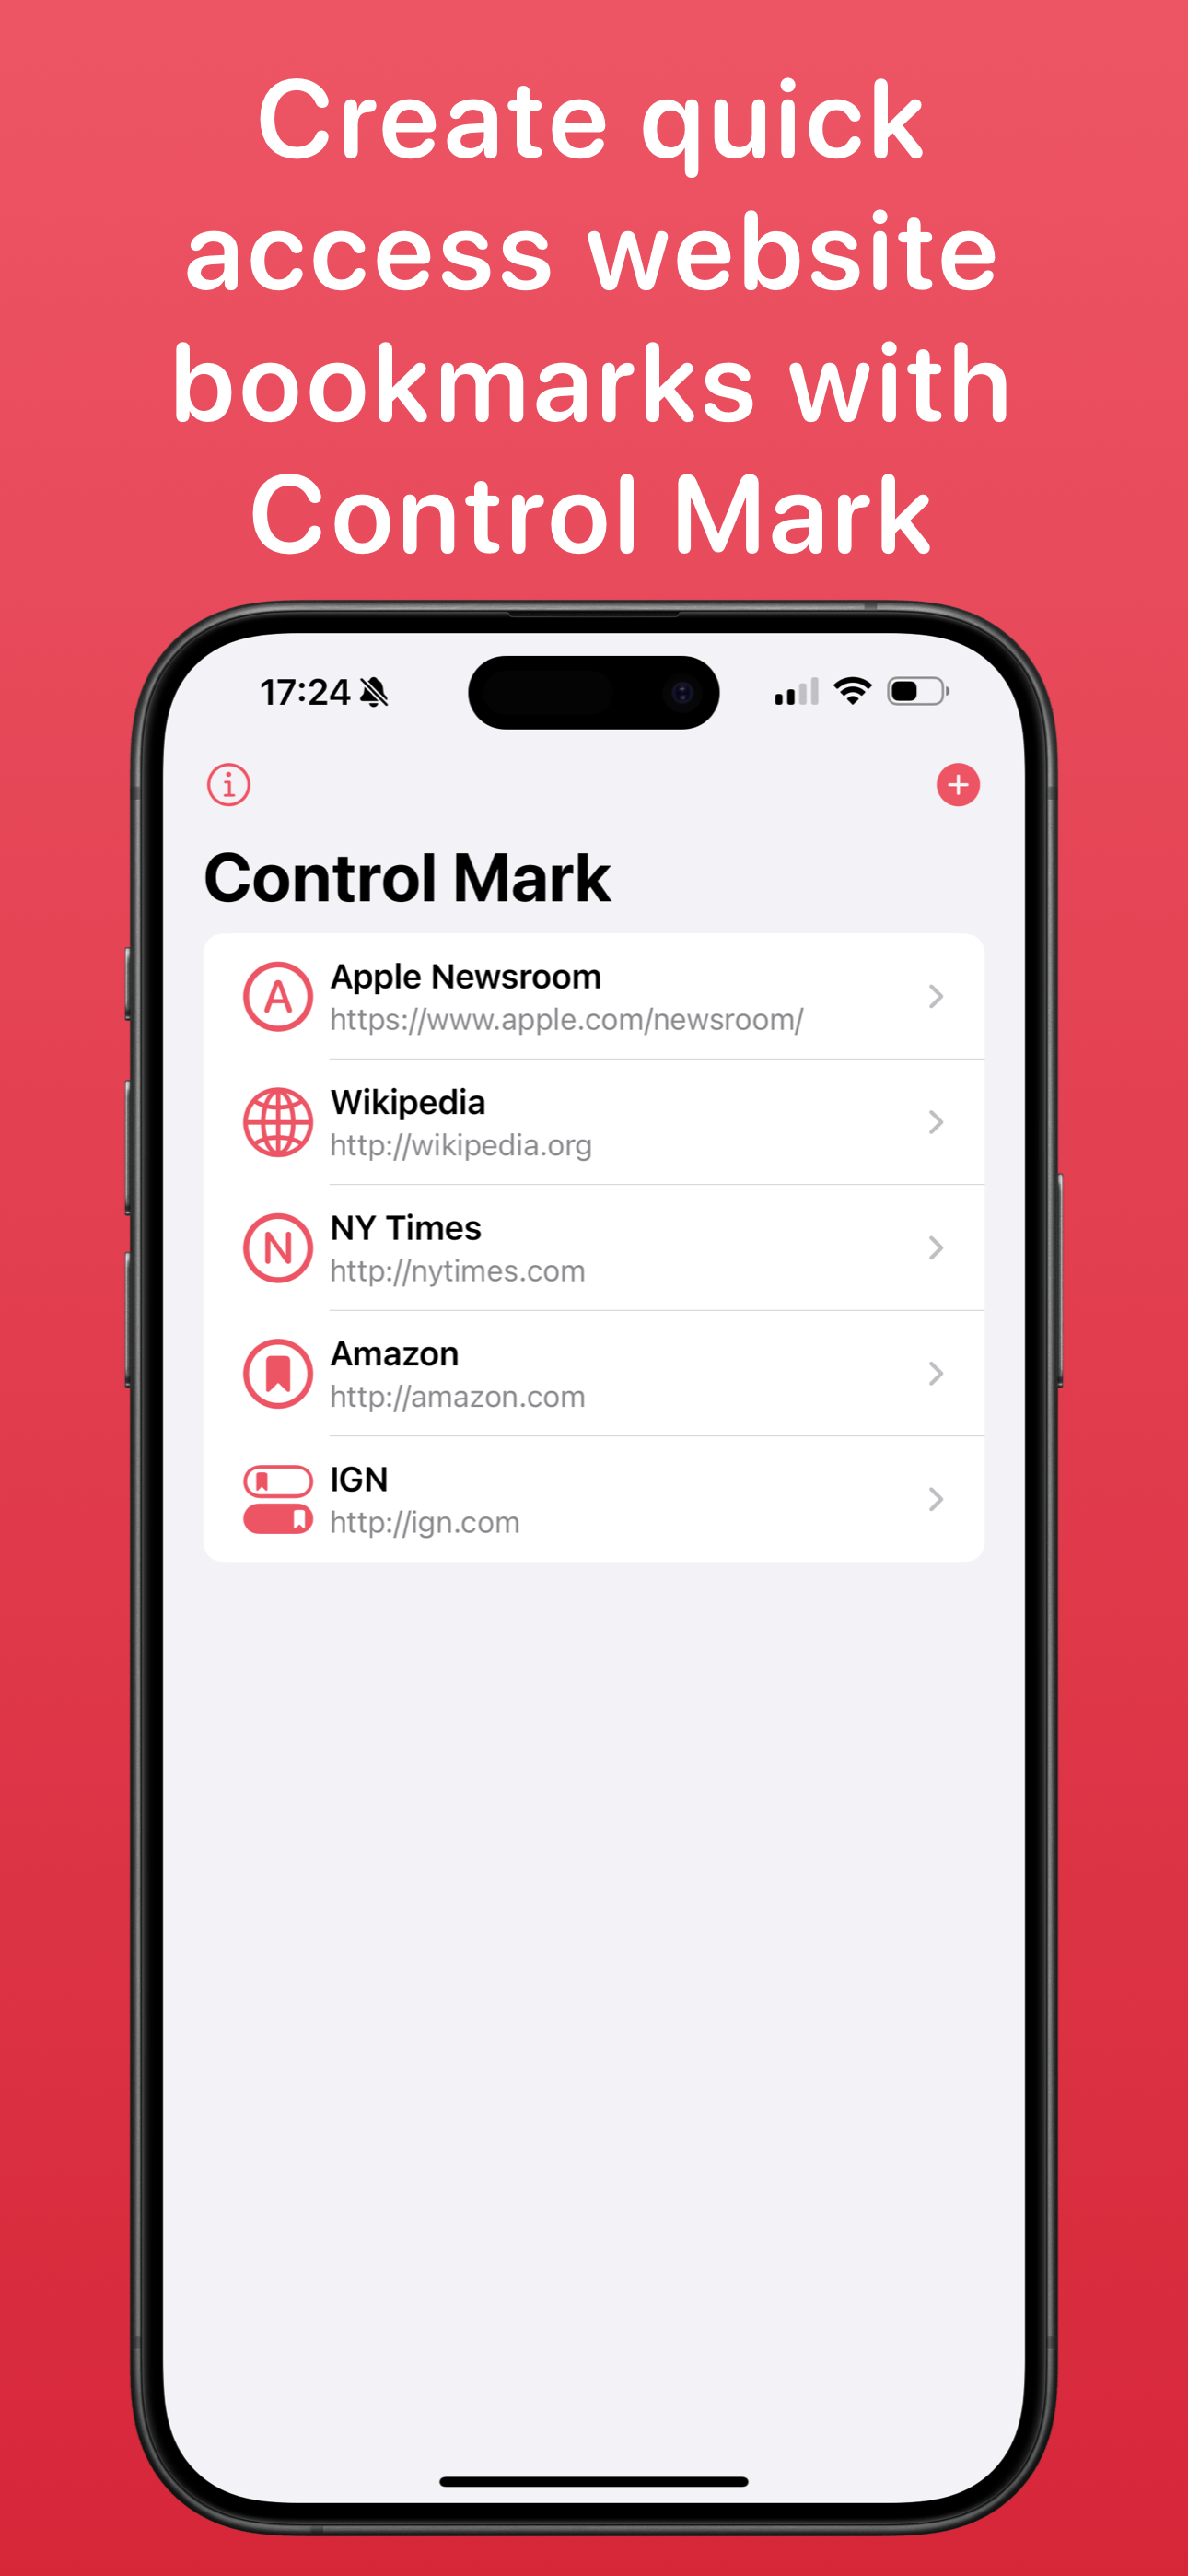 Create quick
access website
bookmarks with
Control Mark
17:24
Control Mark
A
Apple Newsroom
https://www.apple.com/newsroom/
Wikipedia
http://wikipedia.org
N
NY Times
http://nytimes.com
Amazon
http://amazon.com
IGN
http://ign.com